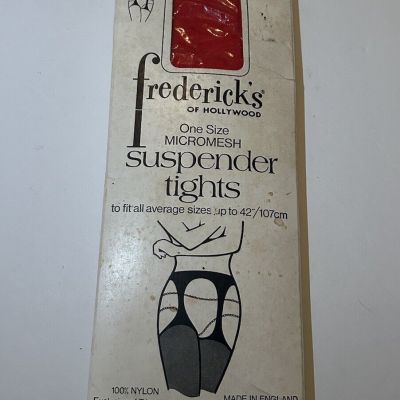 frederick's
OF HOLLYWOOD
One Size
MICROMESH
suspender
tights
to fit all average sizes up to 42"/107cm
100% NYLON
MADE IN ENGLAND